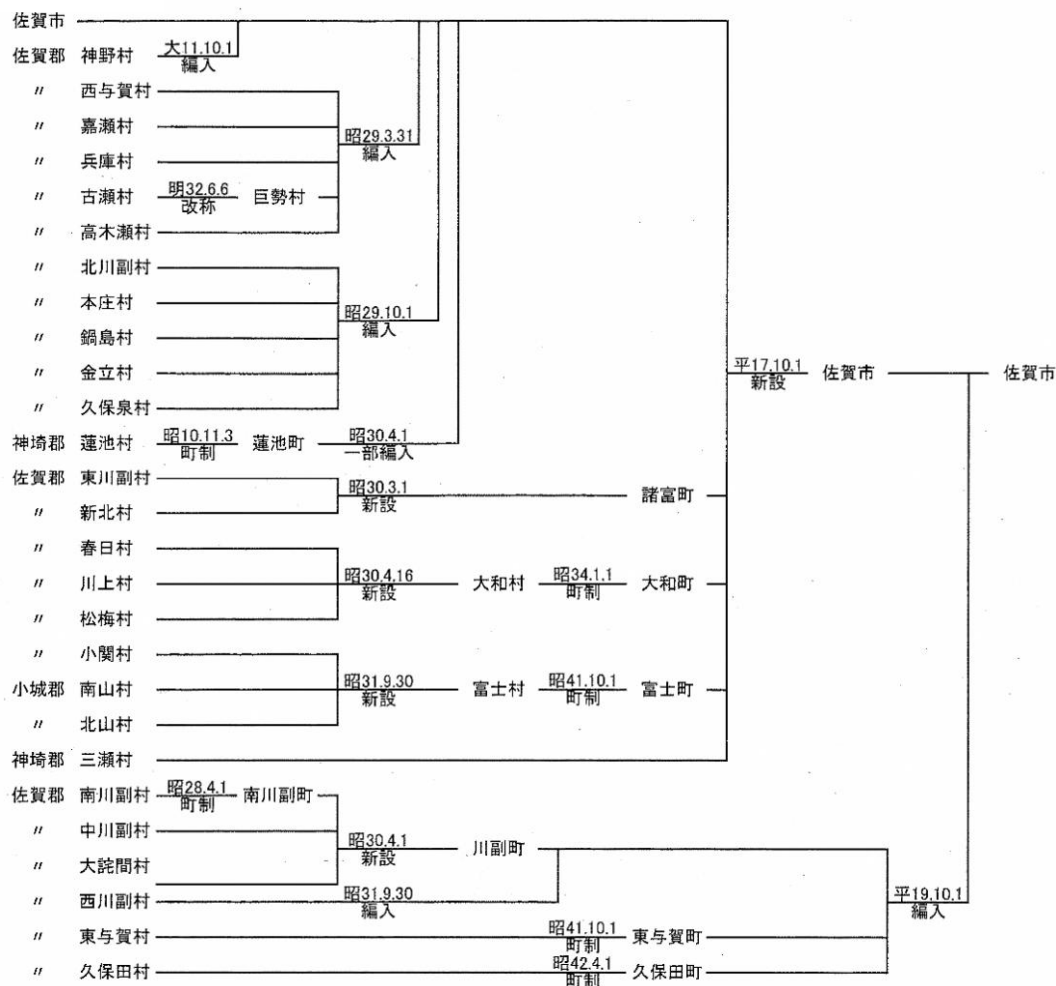 佐賀市
佐賀郡 神野村 大11.10.1 編入
〃 西与賀村
〃 嘉瀬村
昭29.3.31 編入
〃 兵庫村
〃 古瀬村 明32.6.6 改称 巨勢村
〃 高木瀬村
〃 北川副村
〃 本庄村
昭29.10.1 編入
〃 鍋島村
〃 金立村 平17.10.1 新設 佐賀市 佐賀市
〃 久保泉村
神埼郡 蓮池村 昭10.11.3 町制 蓮池町 昭30.4.1 一部編入
佐賀郡 東川副村
昭30.3.1 新設 諸富町
〃 新北村
〃 春日村
〃 川上村 昭30.4.16 新設 大和村 昭34.1.1 町制 大和町
〃 松梅村
〃 小関村
小城郡 南山村 昭31.9.30 新設 富士村 昭41.10.1 町制 富士町
〃 北山村
神埼郡 三瀬村
佐賀郡 南川副村 昭28.4.1 町制 南川副町
〃 中川副村
昭30.4.1 新設 川副町
〃 大詫間村
〃 西川副村 昭31.9.30 編入 平19.10.1 編入
〃 東与賀村 昭41.10.1 町制 東与賀町
〃 久保田村 昭42.4.1 町制 久保田町